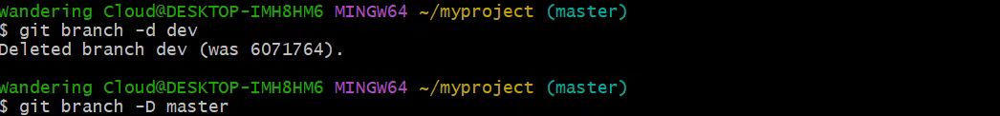 Wandering Cloud@DESKTOP-IMH8HM6 MINGW64 ~/myproject (master)
$ git branch -d dev
Deleted branch dev (was 6071764).
Wandering Cloud@DESKTOP-IMH8HM6 MINGW64 ~/myproject (master)
$ git branch -D master